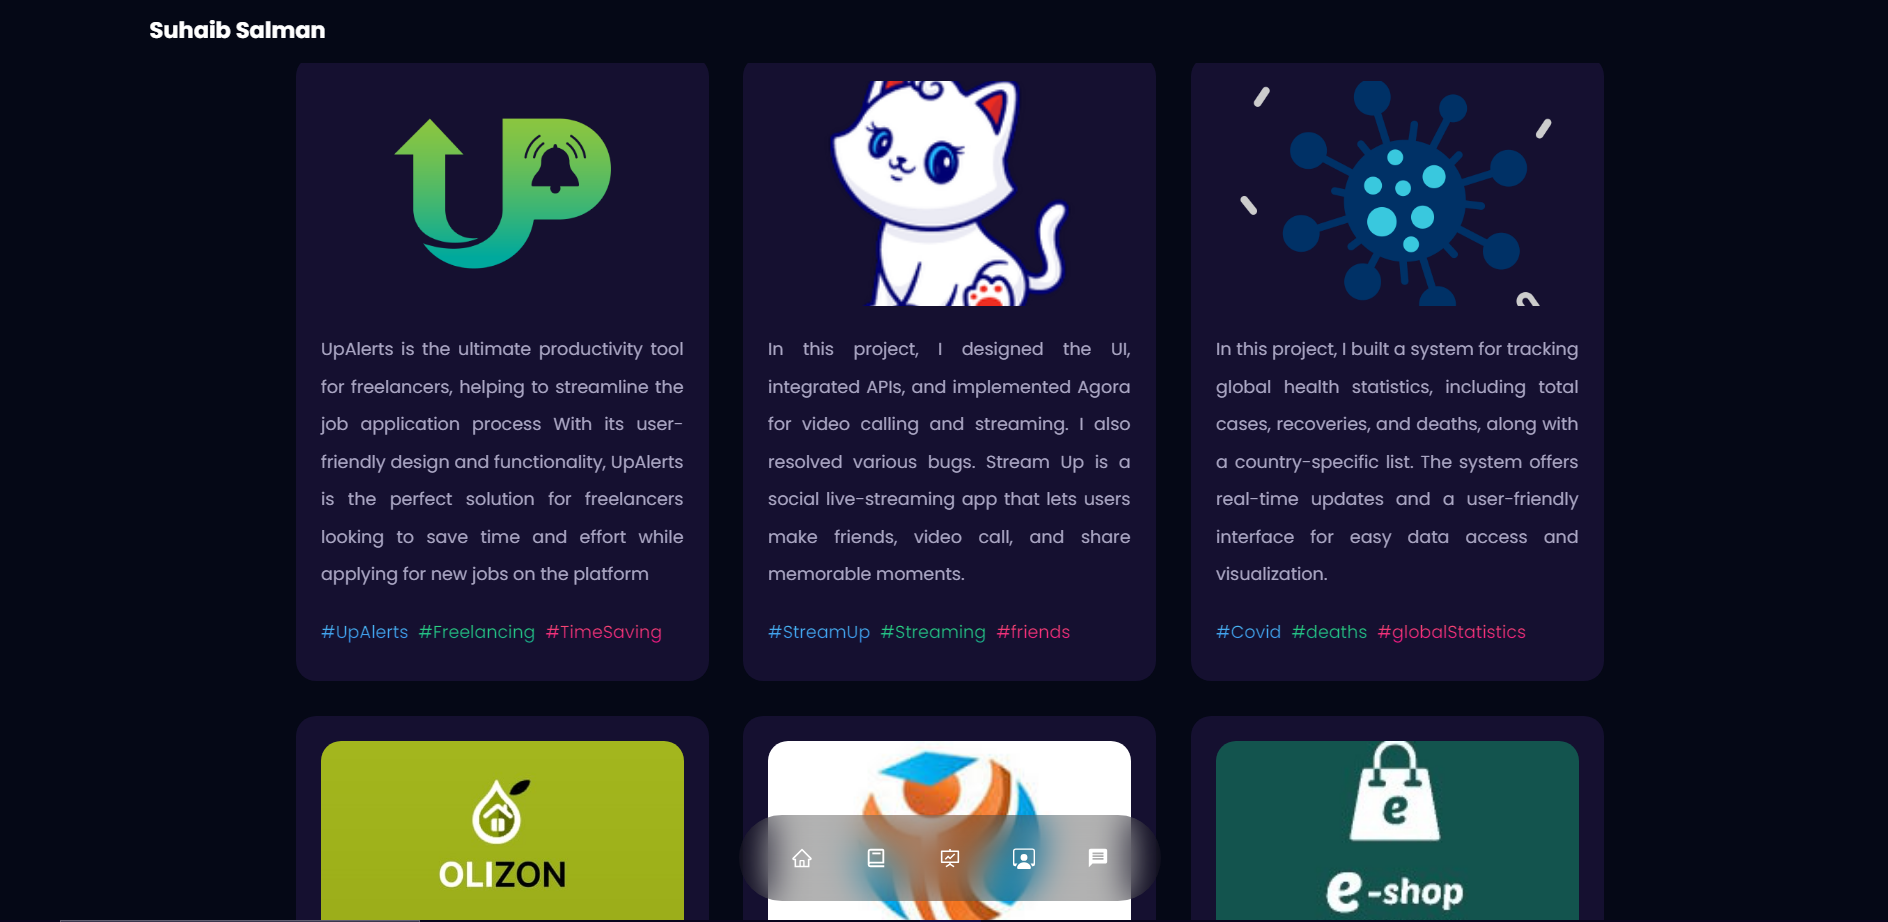 Suhaib Salman
UP
UpAlerts is the ultimate productivity tool
for freelancers, helping to streamline the
job application process With its user-
friendly design and functionality, UpAlerts
is the perfect solution for freelancers
looking to save time and effort while
applying for new jobs on the platform
#UpAlerts #Freelancing #TimeSaving
In this project, I designed the UI,
integrated APIs, and implemented Agora
for video calling and streaming. I also
resolved various bugs. Stream Up is a
social live-streaming app that lets users
make friends, video call, and share
memorable moments.
#StreamUp #Streaming #friends
In this project, I built a system for tracking
global health statistics, including total
cases, recoveries, and deaths, along with
a country-specific list. The system offers
real-time updates and a user-friendly
interface for easy data access and
visualization.
#Covid #deaths #globalStatistics
OLIZON
e
e-shop